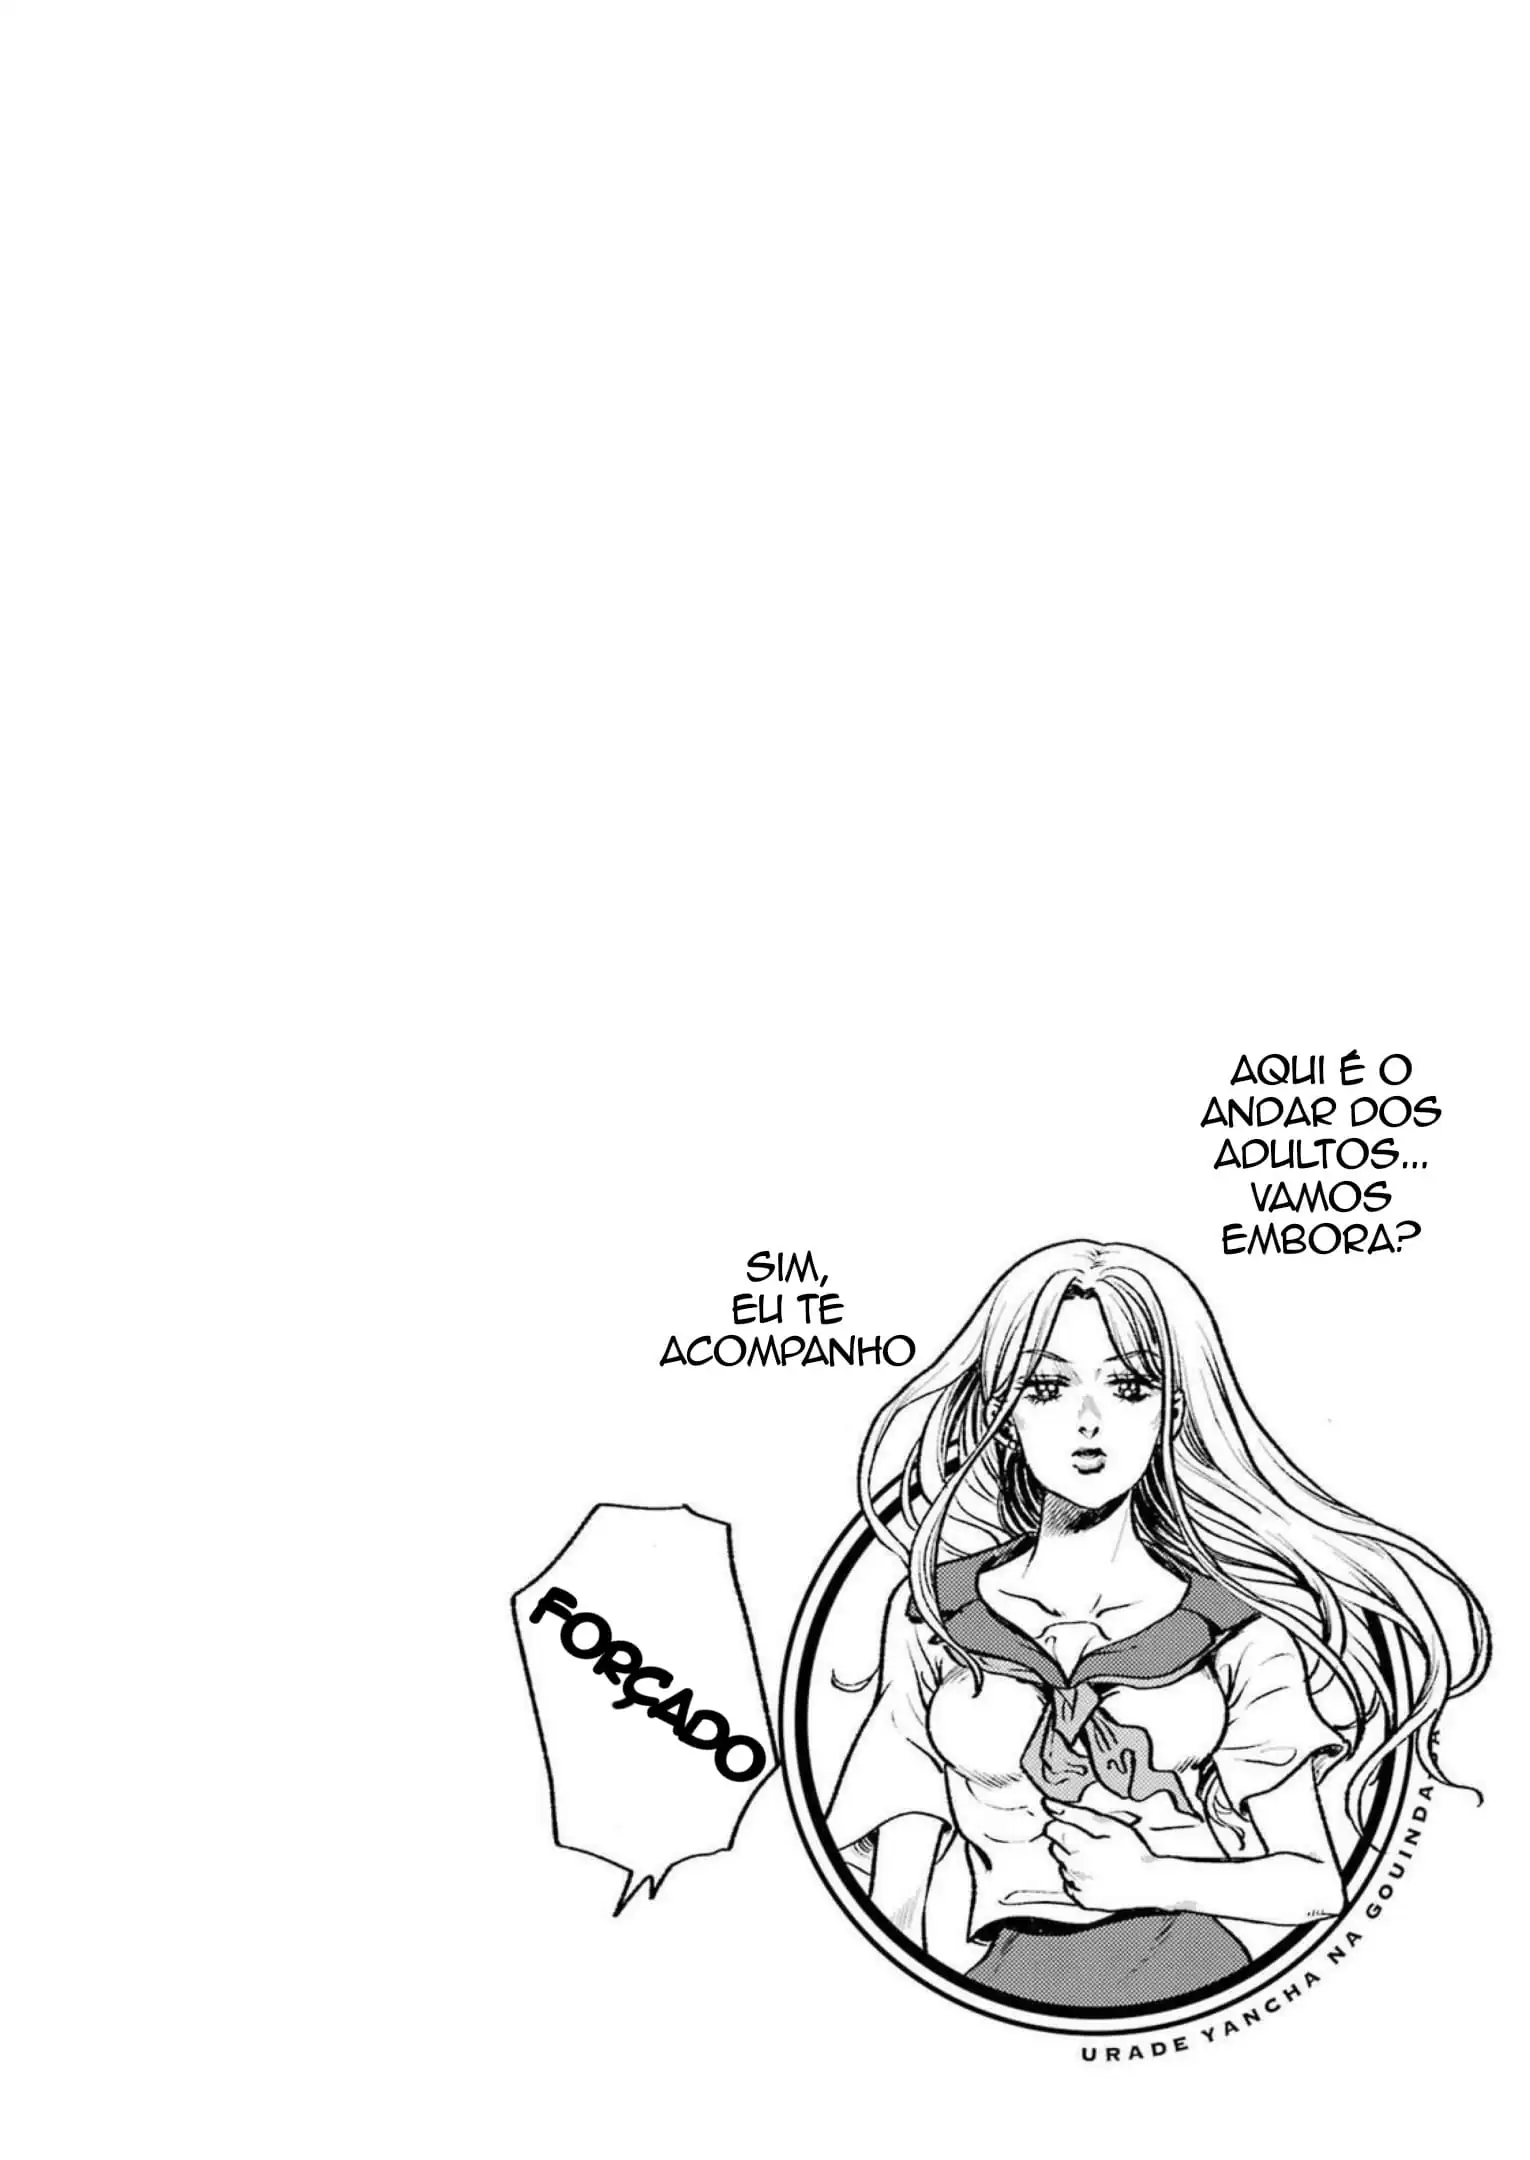 AQUI É O
ANDAR DOS
ADULTOS...
VAMOS
EMBORA?
SIM,
EU TE
ACOMPANHO
FORÇADO
URADE YANCHA NA GOUINDA